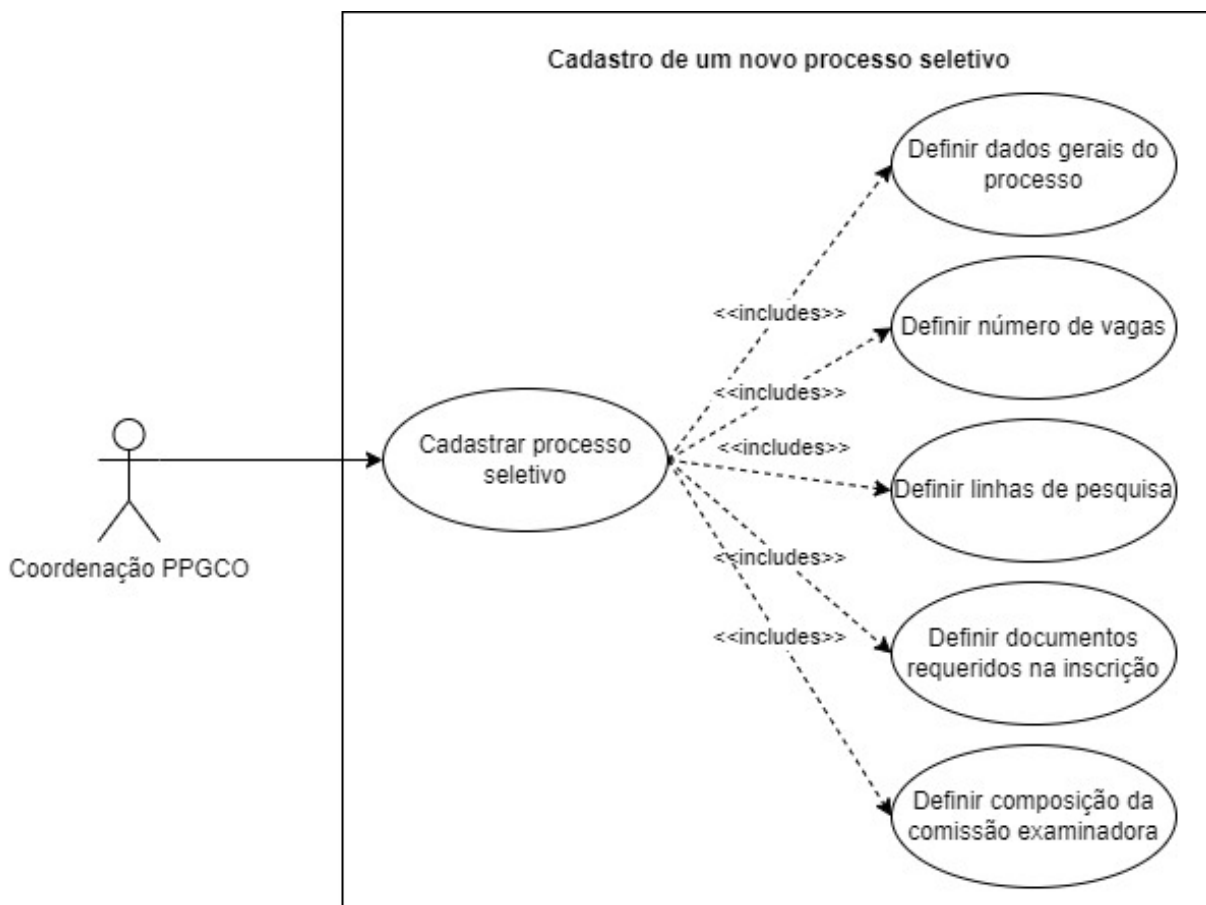 Cadastro de um novo processo seletivo
Definir dados gerais do
processo
<<includes>>
Definir número de vagas
<<includes>>
Cadastrar processo
seletivo
<<includes>>
Definir linhas de pesquisa
Coordenação PPGCO
<<includes>>
Definir documentos
requeridos na inscrição
<<includes>>
Definir composição da
comissão examinadora